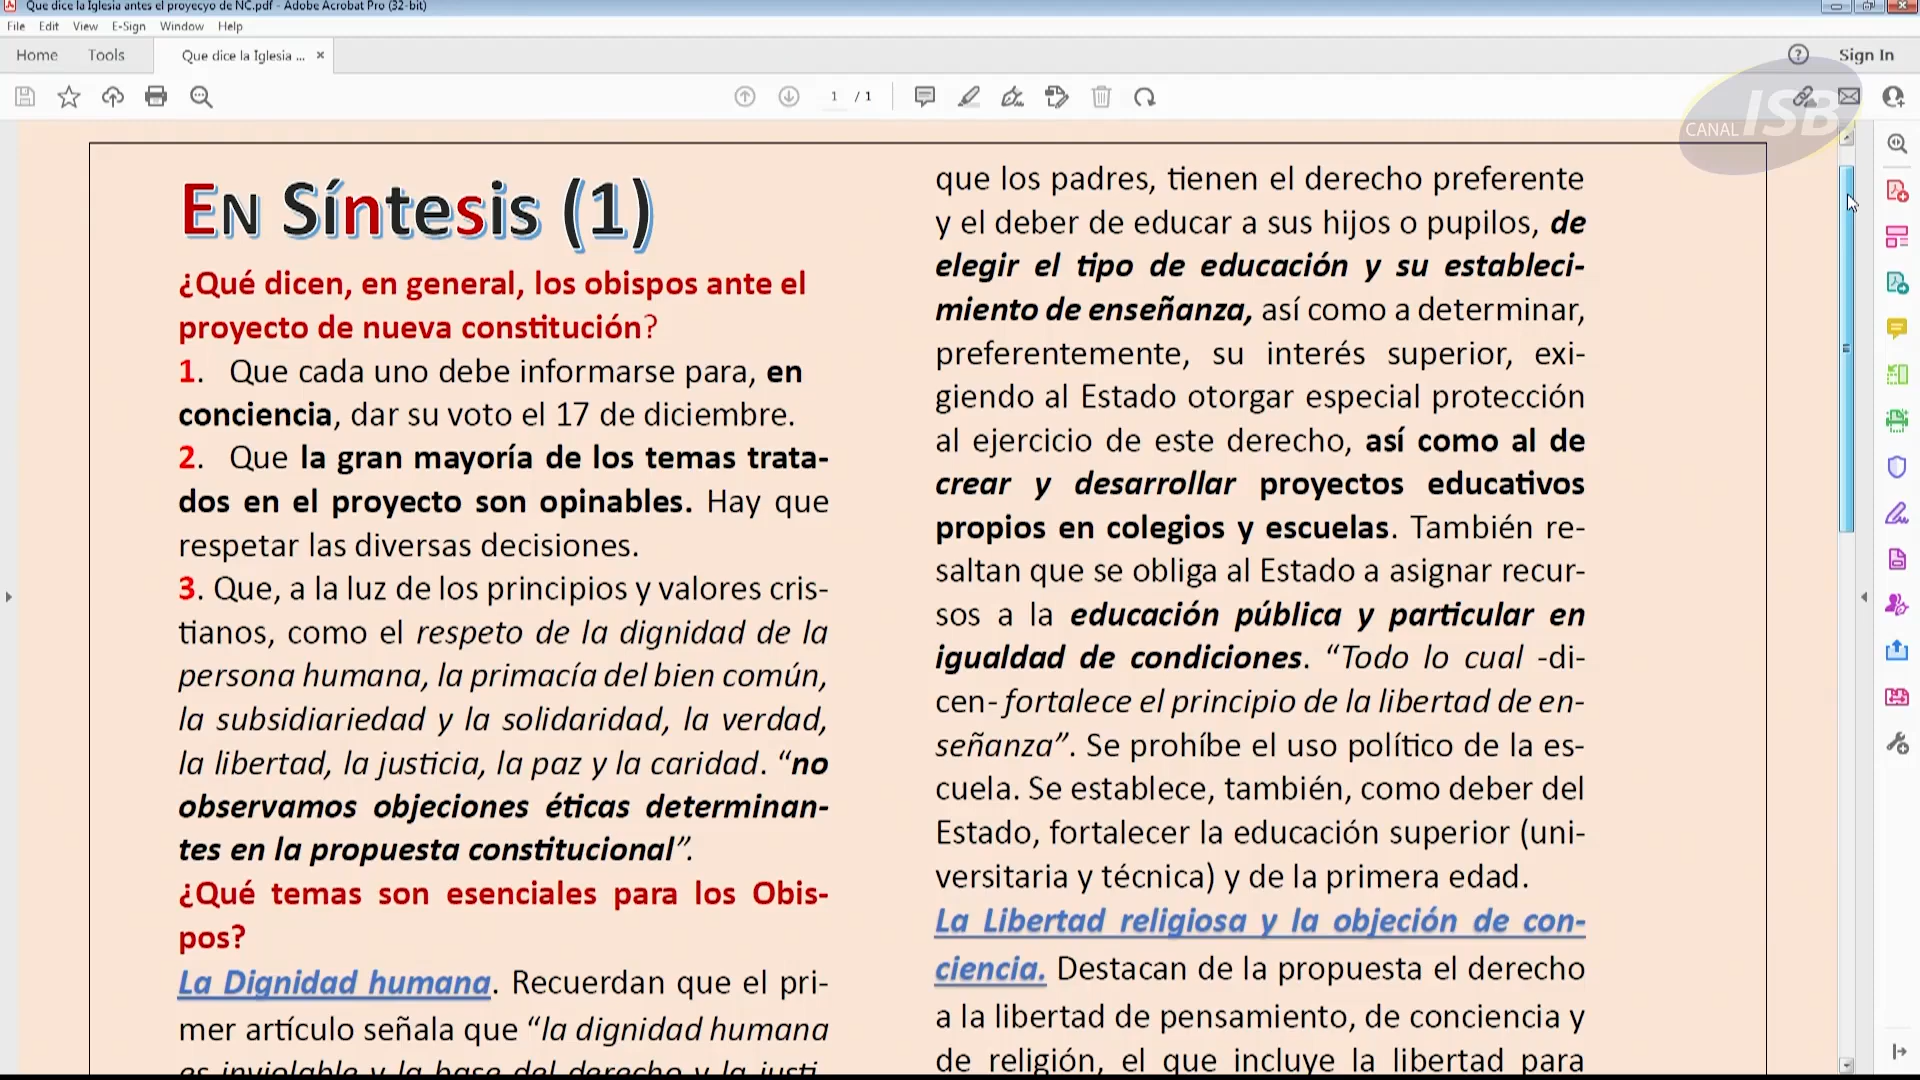 Que dice la Iglesia antes el proyecyo de NC.pdf - Adobe Acrobat Pro (32-bit)
File Edit View E-Sign Window Help
Home Tools Que dice la Iglesia ... × Sign In
1 / 1
CANAL ISB
EN Síntesis (1)
¿Qué dicen, en general, los obispos ante el
proyecto de nueva constitución?
1. Que cada uno debe informarse para, en
conciencia, dar su voto el 17 de diciembre.
2. Que la gran mayoría de los temas trata-
dos en el proyecto son opinables. Hay que
respetar las diversas decisiones.
3. Que, a la luz de los principios y valores cris-
tianos, como el respeto de la dignidad de la
persona humana, la primacía del bien común,
la subsidiariedad y la solidaridad, la verdad,
la libertad, la justicia, la paz y la caridad. “no
observamos objeciones éticas determinan-
tes en la propuesta constitucional”.
¿Qué temas son esenciales para los Obis-
pos?
La Dignidad humana. Recuerdan que el pri-
mer artículo señala que “la dignidad humana
es inviolable y la base del derecho y la justi-
que los padres, tienen el derecho preferente
y el deber de educar a sus hijos o pupilos, de
elegir el tipo de educación y su estableci-
miento de enseñanza, así como a determinar,
preferentemente, su interés superior, exi-
giendo al Estado otorgar especial protección
al ejercicio de este derecho, así como al de
crear y desarrollar proyectos educativos
propios en colegios y escuelas. También re-
saltan que se obliga al Estado a asignar recur-
sos a la educación pública y particular en
igualdad de condiciones. “Todo lo cual -di-
cen- fortalece el principio de la libertad de en-
señanza”. Se prohíbe el uso político de la es-
cuela. Se establece, también, como deber del
Estado, fortalecer la educación superior (uni-
versitaria y técnica) y de la primera edad.
La Libertad religiosa y la objeción de con-
ciencia. Destacan de la propuesta el derecho
a la libertad de pensamiento, de conciencia y
de religión, el que incluye la libertad para